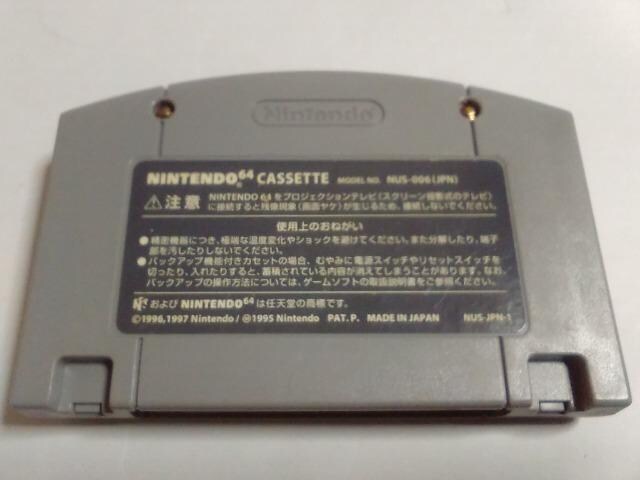 Nintendo
NINTENDO64 CASSETTE MODEL NO. NUS-006(JPN)
注意 NINTENDO 64 をプロジェクションテレビ(スクリーン投影式のテレビ)
に接続すると残像現象(画面ヤケ)が生じるため、接続しないでください。
使用上のおねがい
●精密機器につき、極端な温度変化やショックを避けてください。また分解したり、端子
部を汚したりしないでください。
●バックアップ機能付きカセットの場合、むやみに電源スイッチやリセットスイッチを
切ったり、入れたりすると、蓄積されている内容が消えてしまうことがあります。なお、
バックアップの操作方法については、ゲームソフトの取扱説明書をご参照ください。
および NINTENDO64 は任天堂の商標です。
©1996,1997 Nintendo/Ⓜ1995 Nintendo PAT. P. MADE IN JAPAN NUS-JPN-1